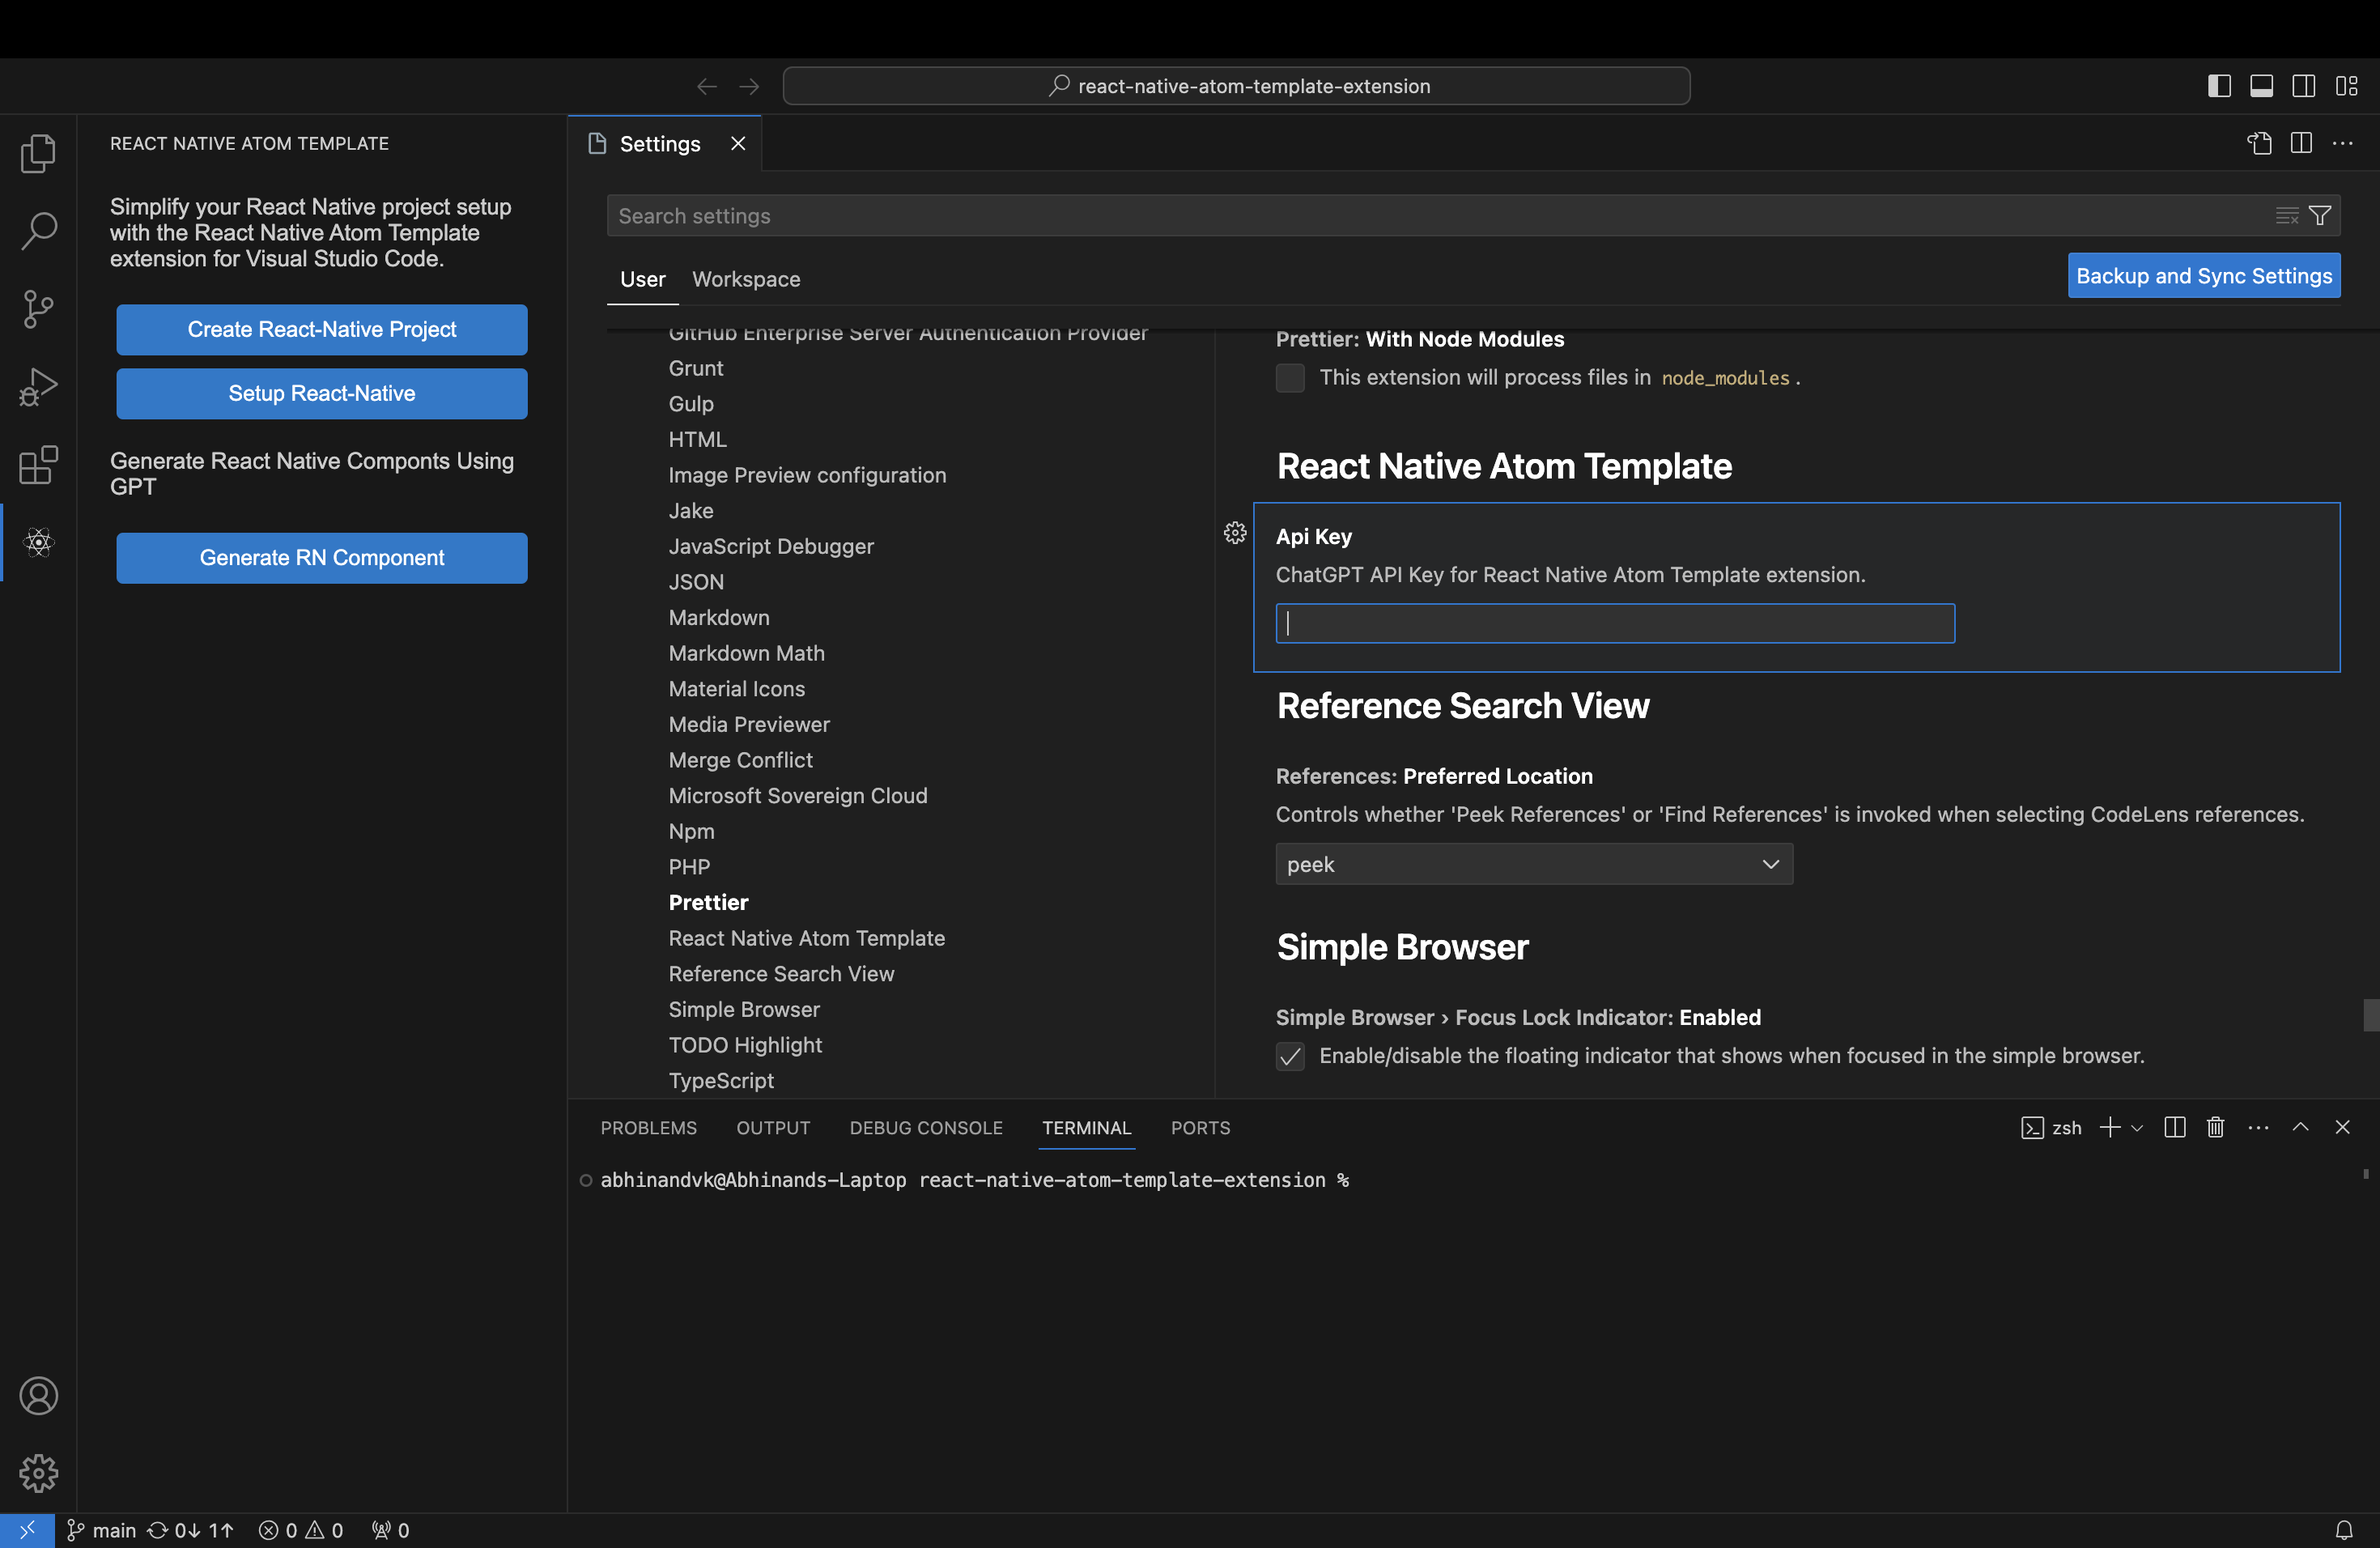 react-native-atom-template-extension
REACT NATIVE ATOM TEMPLATE
Simplify your React Native project setup
with the React Native Atom Template
extension for Visual Studio Code.
Create React-Native Project
Setup React-Native
Generate React Native Componts Using
GPT
Generate RN Component
Settings
Search settings
User
Workspace
Backup and Sync Settings
GitHub Enterprise Server Authentication Provider
Grunt
Gulp
HTML
Image Preview configuration
Jake
JavaScript Debugger
JSON
Markdown
Markdown Math
Material Icons
Media Previewer
Merge Conflict
Microsoft Sovereign Cloud
Npm
PHP
Prettier
React Native Atom Template
Reference Search View
Simple Browser
TODO Highlight
TypeScript
Prettier: With Node Modules
This extension will process files in node_modules.
React Native Atom Template
Api Key
ChatGPT API Key for React Native Atom Template extension.
Reference Search View
References: Preferred Location
Controls whether 'Peek References' or 'Find References' is invoked when selecting CodeLens references.
peek
Simple Browser
Simple Browser › Focus Lock Indicator: Enabled
Enable/disable the floating indicator that shows when focused in the simple browser.
PROBLEMS OUTPUT DEBUG CONSOLE TERMINAL PORTS
zsh
abhinandvk@Abhinands-Laptop react-native-atom-template-extension %
main 0↓ 1↑ 0 0 0